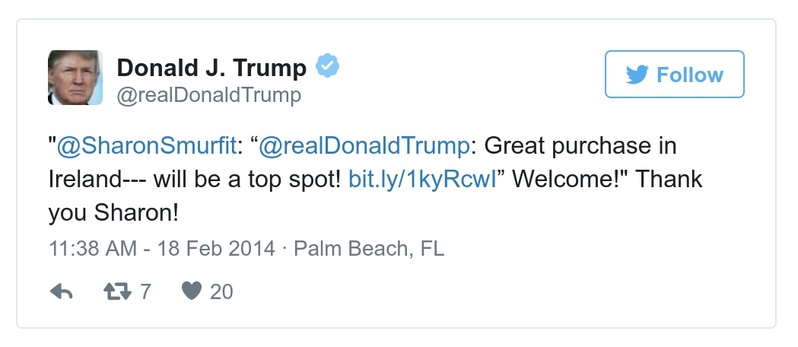 Donald J. Trump
@realDonaldTrump
Follow
"@SharonSmurfit: “@realDonaldTrump: Great purchase in
Ireland--- will be a top spot! bit.ly/1kyRcwI” Welcome!" Thank
you Sharon!
11:38 AM - 18 Feb 2014 · Palm Beach, FL
7 20